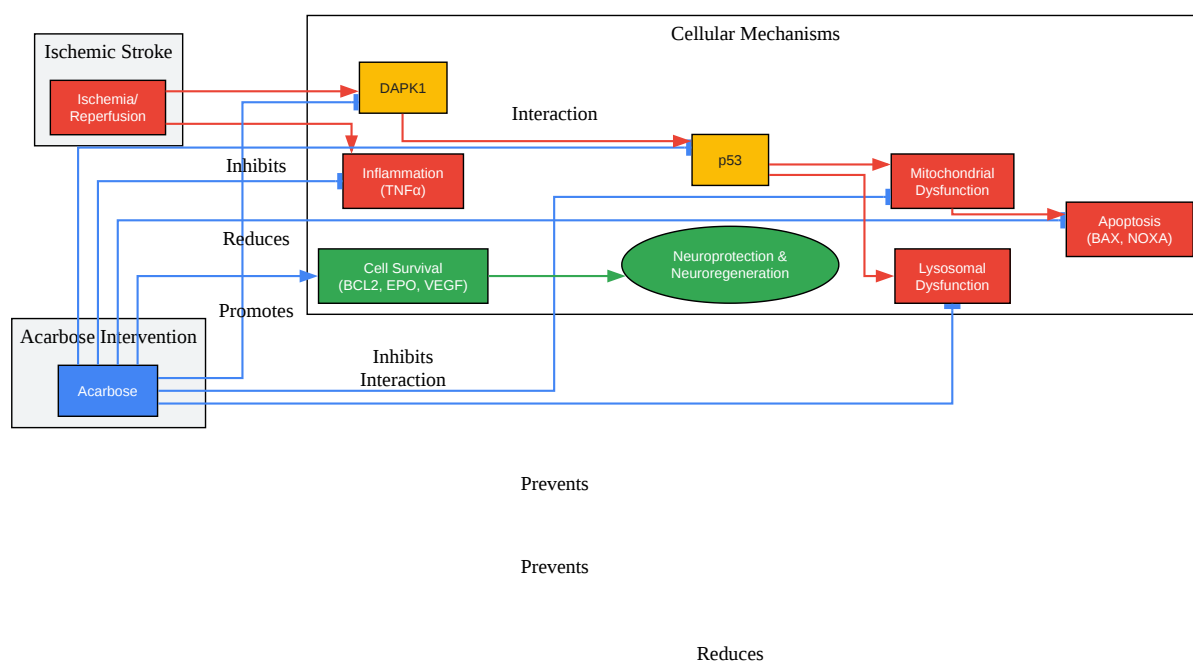 Cellular Mechanisms
Ischemic Stroke
Ischemia/
Reperfusion
DAPK1
Interaction
p53
Inhibits
Inflammation
(TNFα)
Mitochondrial
Dysfunction
Apoptosis
(BAX, NOXA)
Reduces
Cell Survival
(BCL2, EPO, VEGF)
Neuroprotection &
Neuroregeneration
Lysosomal
Dysfunction
Promotes
Acarbose Intervention
Acarbose
Inhibits
Interaction
Prevents
Prevents
Reduces